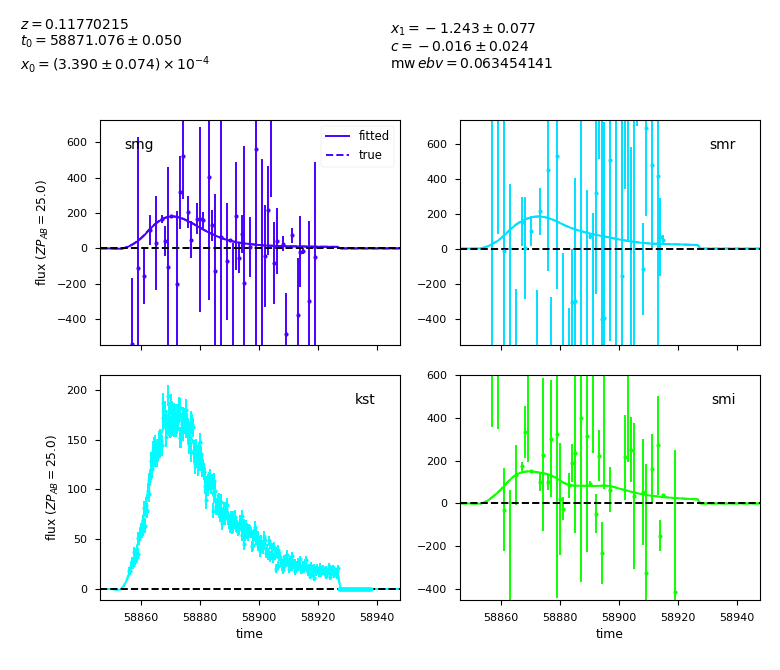 z = 0.11770215
t₀ = 58871.076 ± 0.050
x₀ = (3.390 ± 0.074) × 10⁻⁴
x₁ = −1.243 ± 0.077
c = −0.016 ± 0.024
mw ebv = 0.063454141
smg
fitted
true
600
400
200
0
−200
−400
flux (ZP_AB = 25.0)
smr
600
400
200
0
−200
−400
kst
200
150
100
50
0
flux (ZP_AB = 25.0)
58860 58880 58900 58920 58940
time
smi
600
400
200
0
−200
−400
58860 58880 58900 58920 58940
time